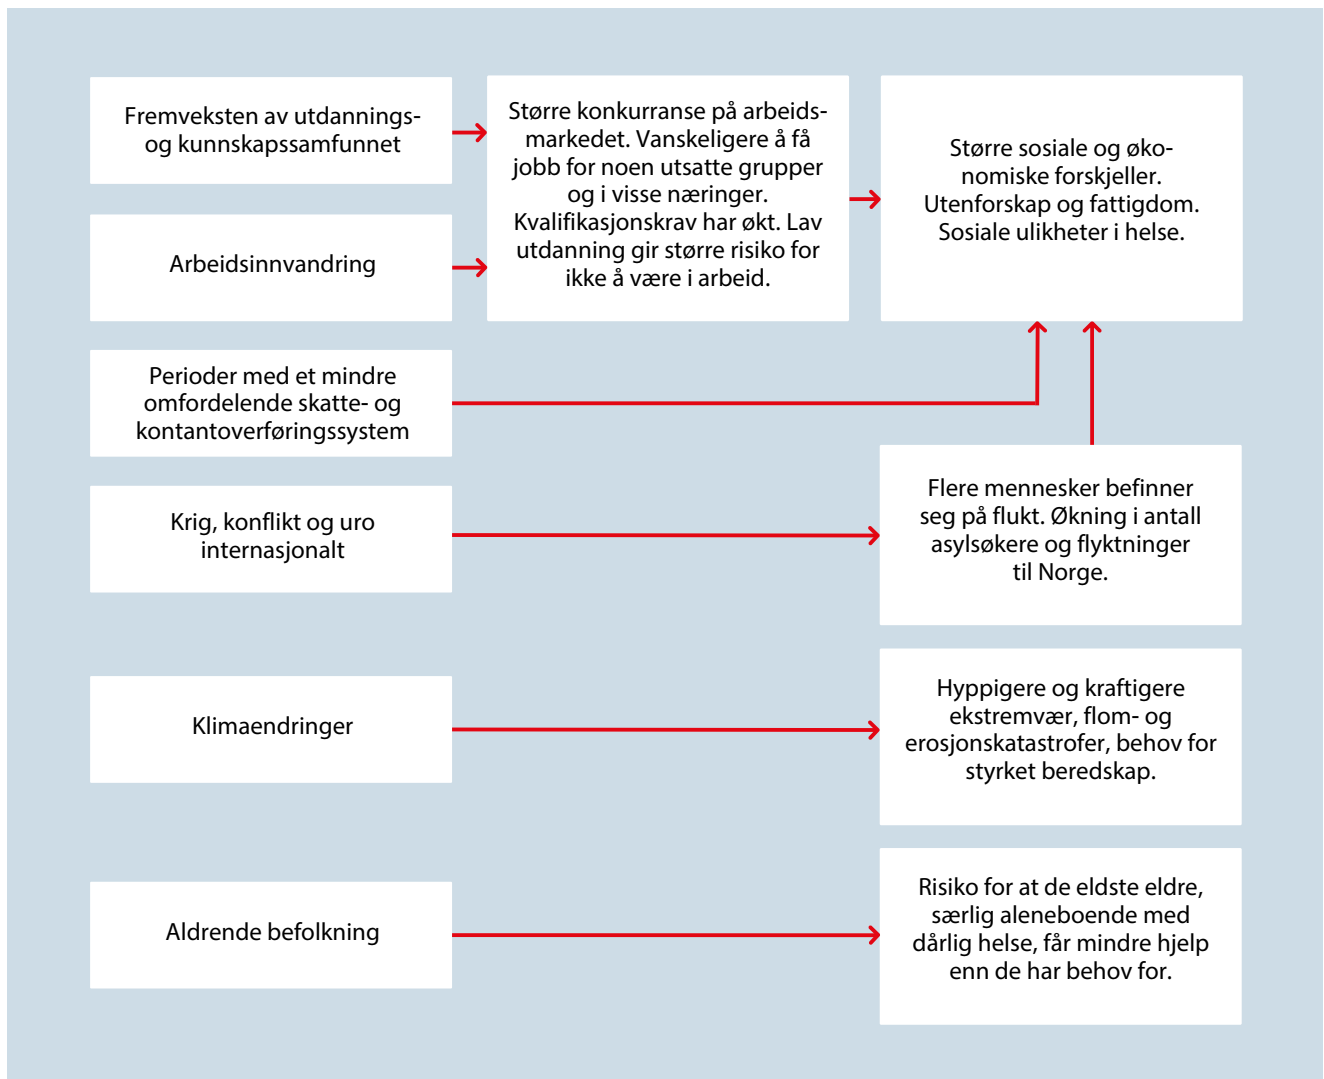 Fremveksten av utdannings-
og kunnskapssamfunnet
Større konkurranse på arbeids-
markedet. Vanskeligere å få
jobb for noen utsatte grupper
og i visse næringer.
Kvalifikasjonskrav har økt. Lav
utdanning gir større risiko for
ikke å være i arbeid.
Større sosiale og øko-
nomiske forskjeller.
Utenforskap og fattigdom.
Sosiale ulikheter i helse.
Arbeidsinnvandring
Perioder med et mindre
omfordelende skatte- og
kontantoverføringssystem
Krig, konflikt og uro
internasjonalt
Flere mennesker befinner
seg på flukt. Økning i antall
asylsøkere og flyktninger
til Norge.
Klimaendringer
Hyppigere og kraftigere
ekstremvær, flom- og
erosjonskatastrofer, behov for
styrket beredskap.
Aldrende befolkning
Risiko for at de eldste eldre,
særlig aleneboende med
dårlig helse, får mindre hjelp
enn de har behov for.